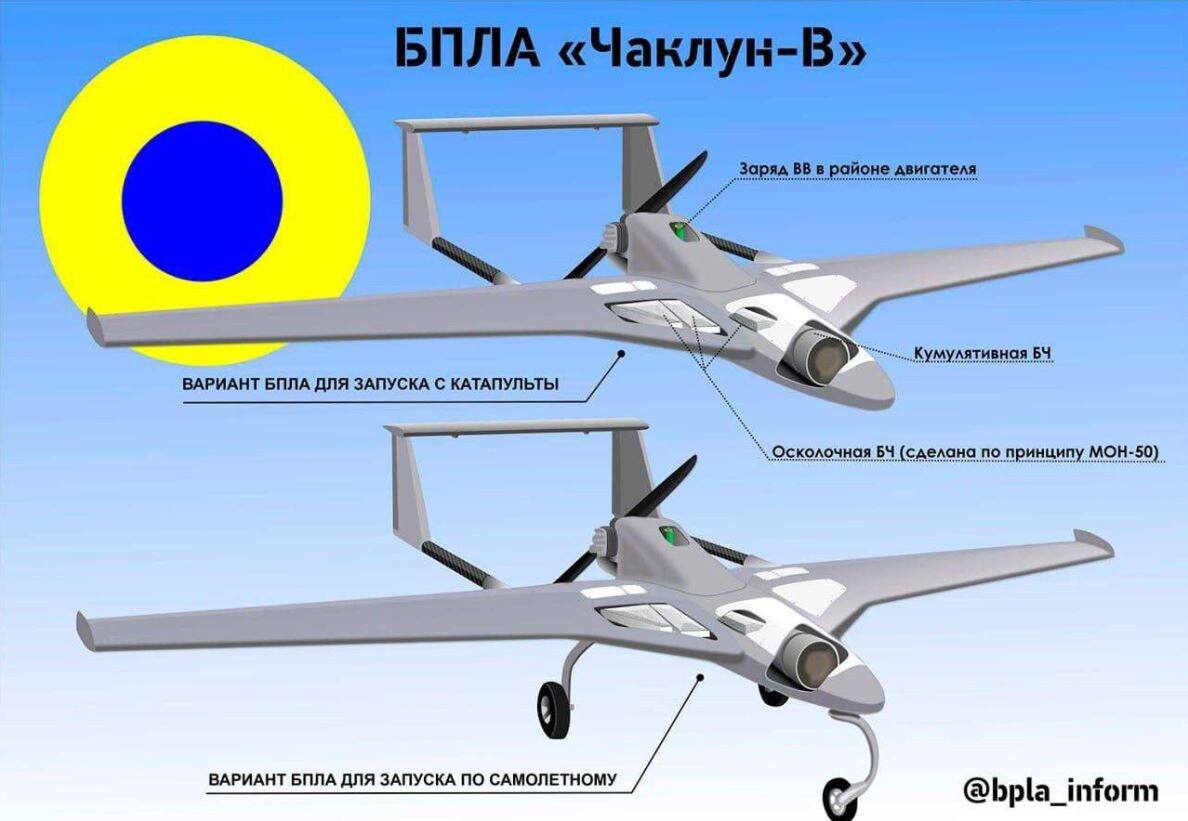 БПЛА «Чаклун-В»
Заряд ВВ в районе двигателя
Кумулятивная БЧ
ВАРИАНТ БПЛА ДЛЯ ЗАПУСКА С КАТАПУЛЬТЫ
Осколочная БЧ (сделана по принципу МОН-50)
ВАРИАНТ БПЛА ДЛЯ ЗАПУСКА ПО САМОЛЕТНОМУ
@bpla_inform